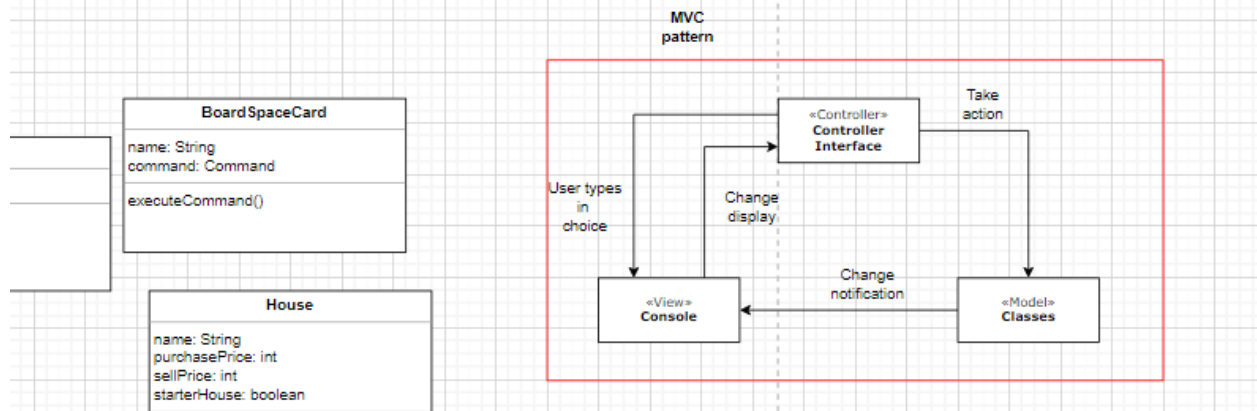 MVC
pattern
BoardSpaceCard
name: String
command: Command
executeCommand()
House
name: String
purchasePrice: int
sellPrice: int
starterHouse: boolean
«Controller»
Controller
Interface
Take
action
User types
in
choice
Change
display
Change
notification
«View»
Console
«Model»
Classes